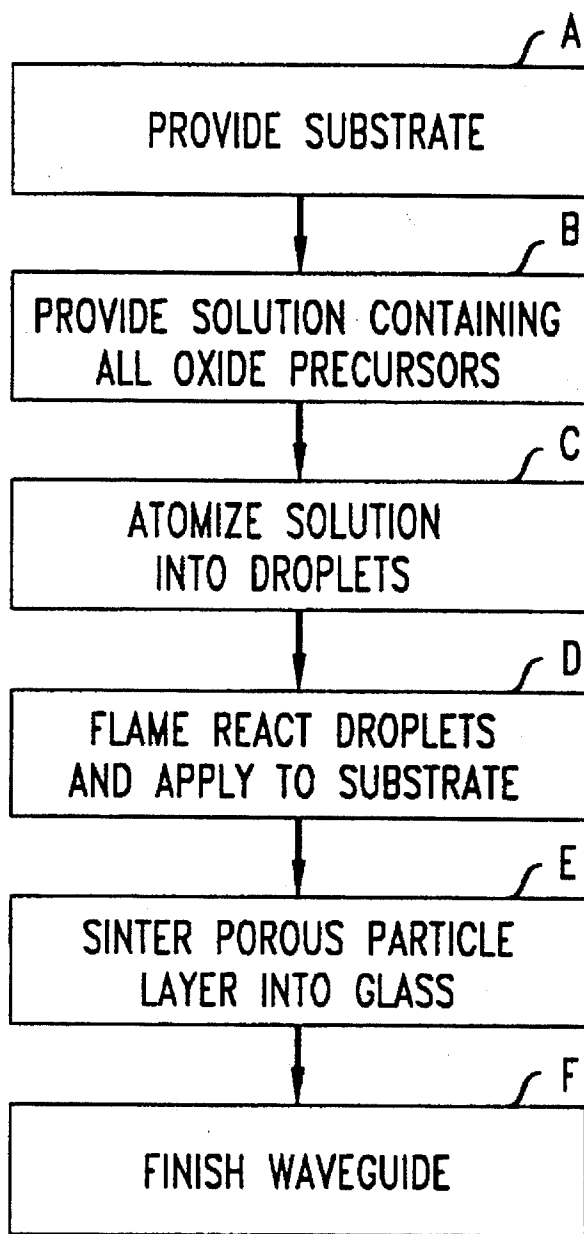 A
PROVIDE SUBSTRATE
B
PROVIDE SOLUTION CONTAINING
ALL OXIDE PRECURSORS
C
ATOMIZE SOLUTION
INTO DROPLETS
D
FLAME REACT DROPLETS
AND APPLY TO SUBSTRATE
E
SINTER POROUS PARTICLE
LAYER INTO GLASS
F
FINISH WAVEGUIDE